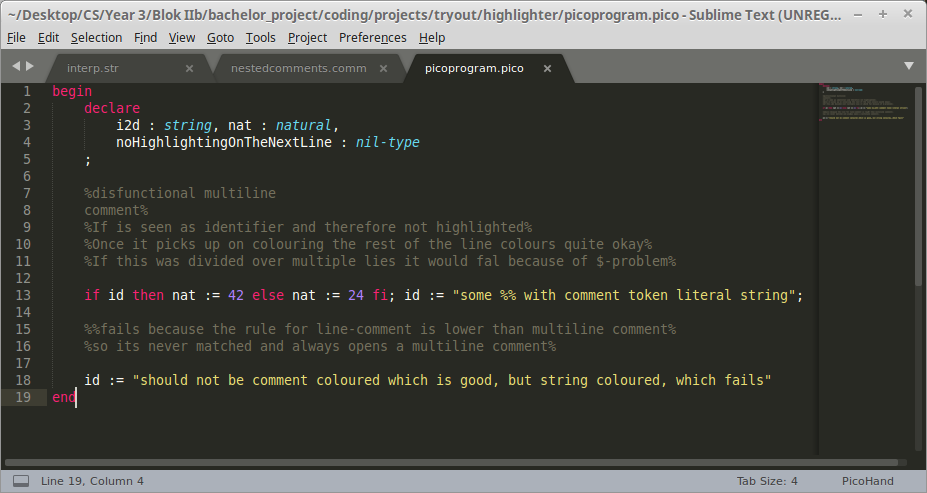 ~/Desktop/CS/Year 3/Blok IIb/bachelor_project/coding/projects/tryout/highlighter/picoprogram.pico - Sublime Text (UNREG...
File Edit Selection Find View Goto Tools Project Preferences Help
interp.str × nestedcomments.comm × picoprogram.pico ×
1 begin
2     declare
3         i2d : string, nat : natural,
4         noHighlightingOnTheNextLine : nil-type
5     ;
6
7     %disfunctional multiline
8     comment%
9     %If is seen as identifier and therefore not highlighted%
10     %Once it picks up on colouring the rest of the line colours quite okay%
11     %If this was divided over multiple lies it would fal because of $-problem%
12
13     if id then nat := 42 else nat := 24 fi; id := "some %% with comment token literal string";
14
15     %%fails because the rule for line-comment is lower than multiline comment%
16     %so its never matched and always opens a multiline comment%
17
18     id := "should not be comment coloured which is good, but string coloured, which fails"
19 end
Line 19, Column 4 Tab Size: 4 PicoHand